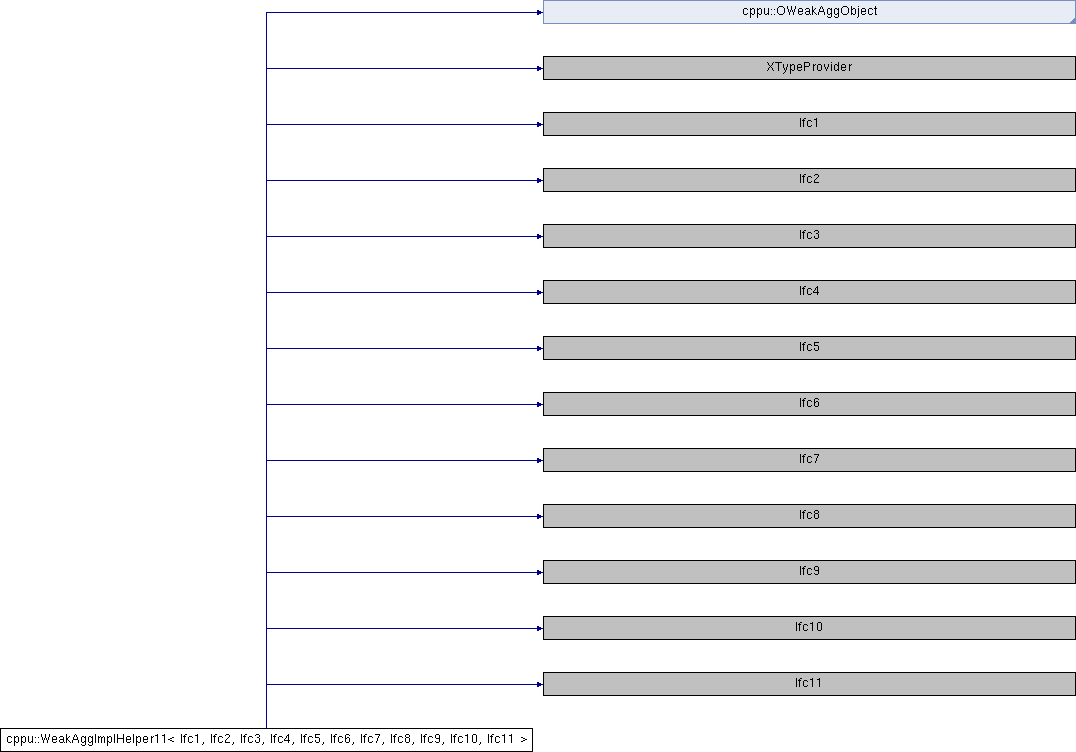 cppu::OWeakAggObject
XTypeProvider
Ifc1
Ifc2
Ifc3
Ifc4
Ifc5
Ifc6
Ifc7
Ifc8
Ifc9
Ifc10
Ifc11
cppu::WeakAggImplHelper11< Ifc1, Ifc2, Ifc3, Ifc4, Ifc5, Ifc6, Ifc7, Ifc8, Ifc9, Ifc10, Ifc11 >